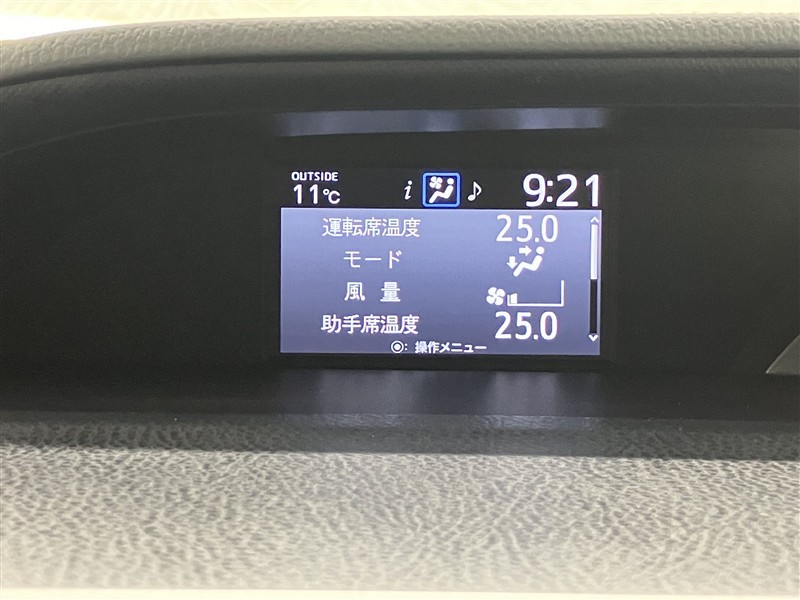 OUTSIDE
11℃ i ♪ 9:21
運転席温度 25.0
モード
風 量
助手席温度 25.0
◉: 操作メニュー